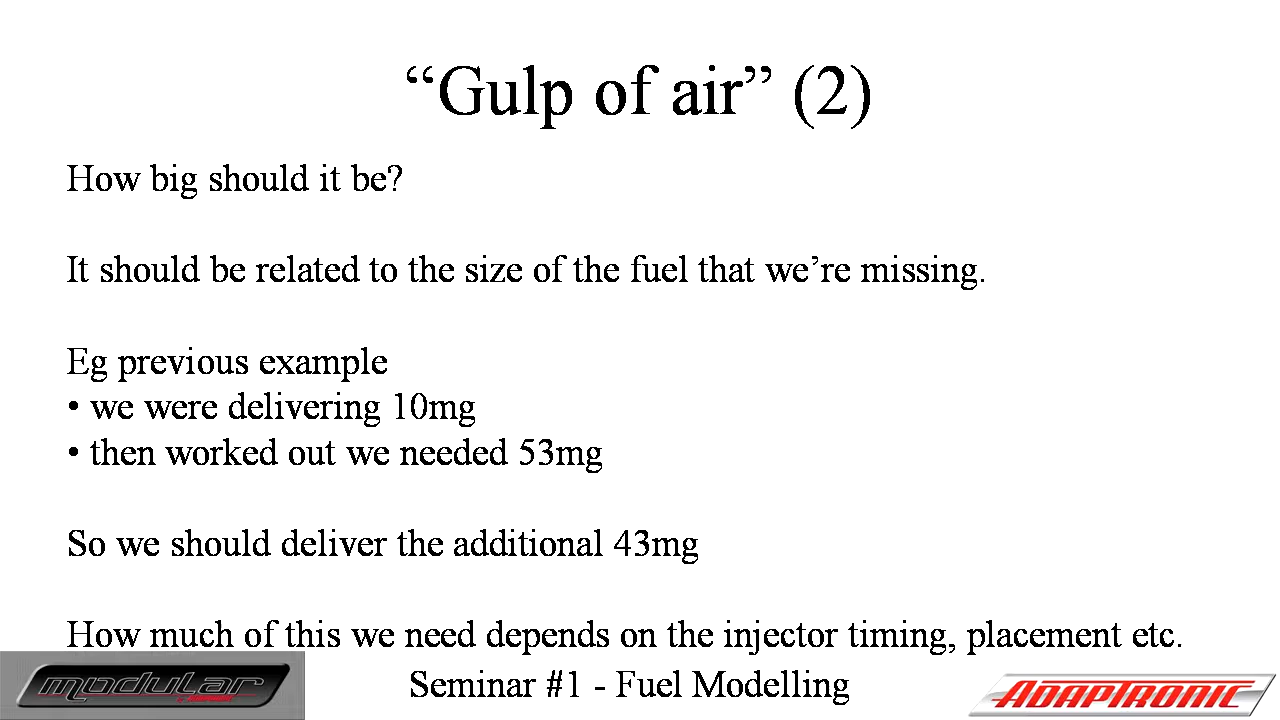 “Gulp of air” (2)
How big should it be?
It should be related to the size of the fuel that we’re missing.
Eg previous example
• we were delivering 10mg
• then worked out we needed 53mg
So we should deliver the additional 43mg
How much of this we need depends on the injector timing, placement etc.
modular
Seminar #1 - Fuel Modelling
ADAPTRONIC